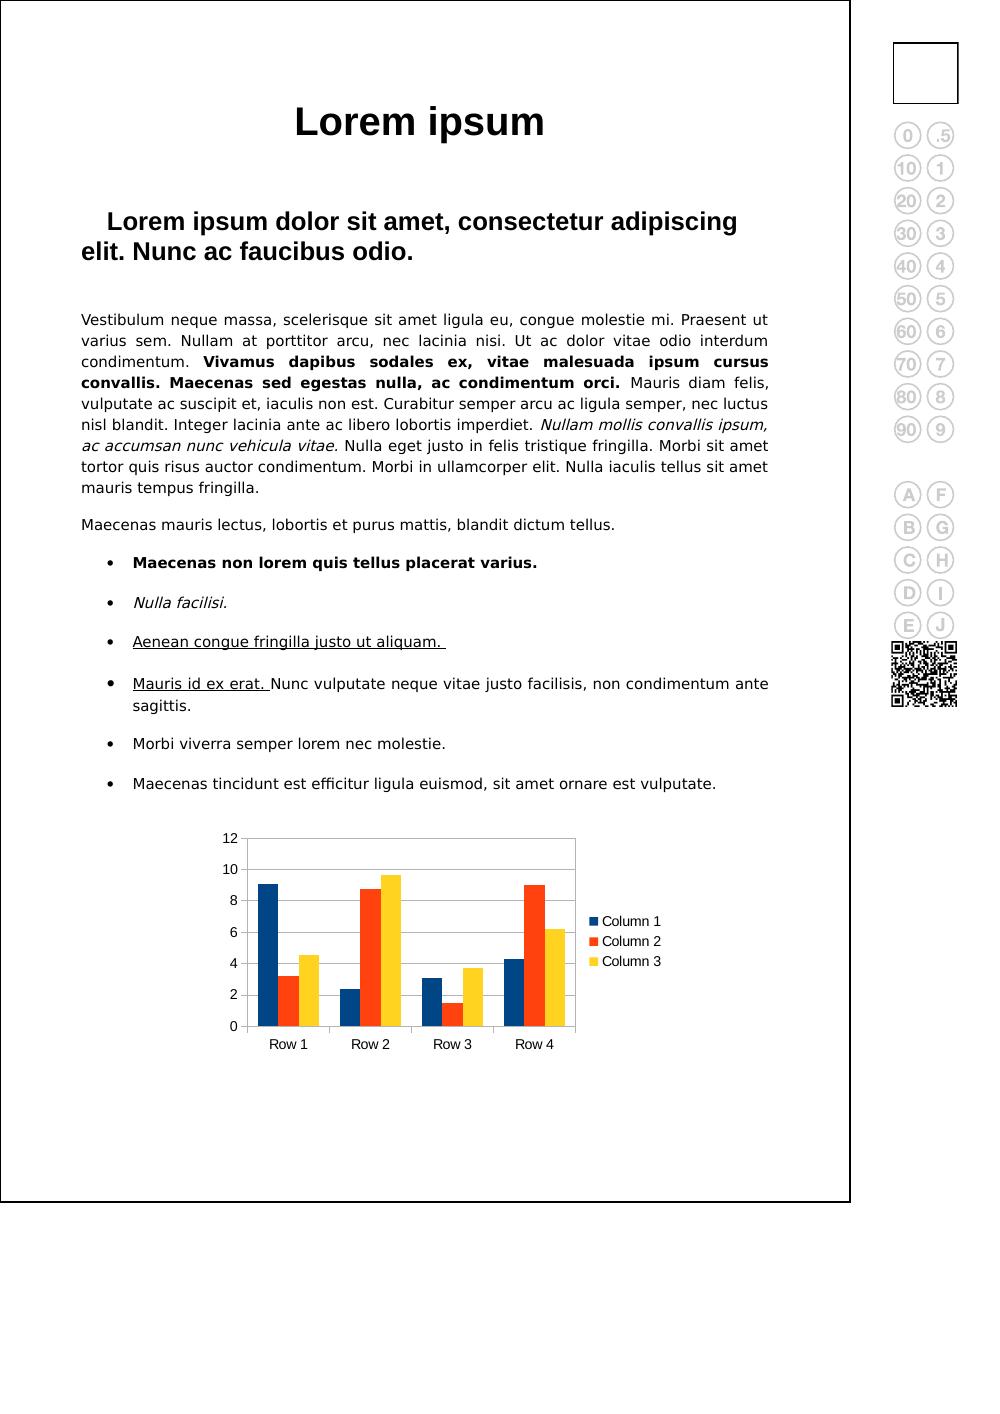 Lorem ipsum
Lorem ipsum dolor sit amet, consectetur adipiscing
elit. Nunc ac faucibus odio.
Vestibulum neque massa, scelerisque sit amet ligula eu, congue molestie mi. Praesent ut
varius sem. Nullam at porttitor arcu, nec lacinia nisi. Ut ac dolor vitae odio interdum
condimentum. Vivamus dapibus sodales ex, vitae malesuada ipsum cursus
convallis. Maecenas sed egestas nulla, ac condimentum orci. Mauris diam felis,
vulputate ac suscipit et, iaculis non est. Curabitur semper arcu ac ligula semper, nec luctus
nisl blandit. Integer lacinia ante ac libero lobortis imperdiet. Nullam mollis convallis ipsum,
ac accumsan nunc vehicula vitae. Nulla eget justo in felis tristique fringilla. Morbi sit amet
tortor quis risus auctor condimentum. Morbi in ullamcorper elit. Nulla iaculis tellus sit amet
mauris tempus fringilla.
Maecenas mauris lectus, lobortis et purus mattis, blandit dictum tellus.
• Maecenas non lorem quis tellus placerat varius.
• Nulla facilisi.
• Aenean congue fringilla justo ut aliquam.
• Mauris id ex erat. Nunc vulputate neque vitae justo facilisis, non condimentum ante
sagittis.
• Morbi viverra semper lorem nec molestie.
• Maecenas tincidunt est efficitur ligula euismod, sit amet ornare est vulputate.
12
10
8
6
4
2
0
Row 1 Row 2 Row 3 Row 4
Column 1
Column 2
Column 3
0 .5
10 1
20 2
30 3
40 4
50 5
60 6
70 7
80 8
90 9
A F
B G
C H
D I
E J